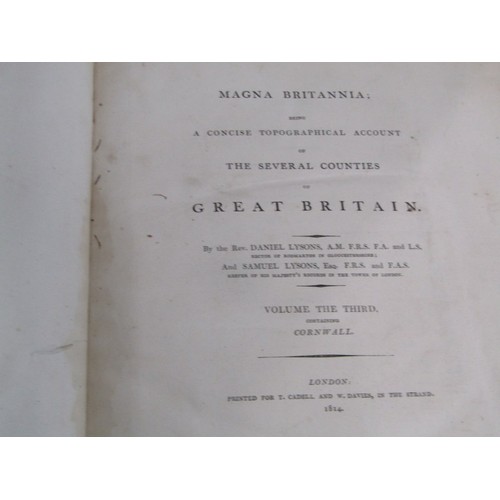 MAGNA BRITANNIA;
BEING
A CONCISE TOPOGRAPHICAL ACCOUNT
OF
THE SEVERAL COUNTIES
OF
GREAT BRITAIN.
By the Rev. DANIEL LYSONS, A.M. F.R.S. F.A. and L.S.
RECTOR OF RODMARTON IN GLOUCESTERSHIRE;
And SAMUEL LYSONS, Esq. F.R.S. and F.A.S.
KEEPER OF HIS MAJESTY'S RECORDS IN THE TOWER OF LONDON.
VOLUME THE THIRD,
CONTAINING
CORNWALL.
LONDON:
PRINTED FOR T. CADELL AND W. DAVIES, IN THE STRAND.
1814.